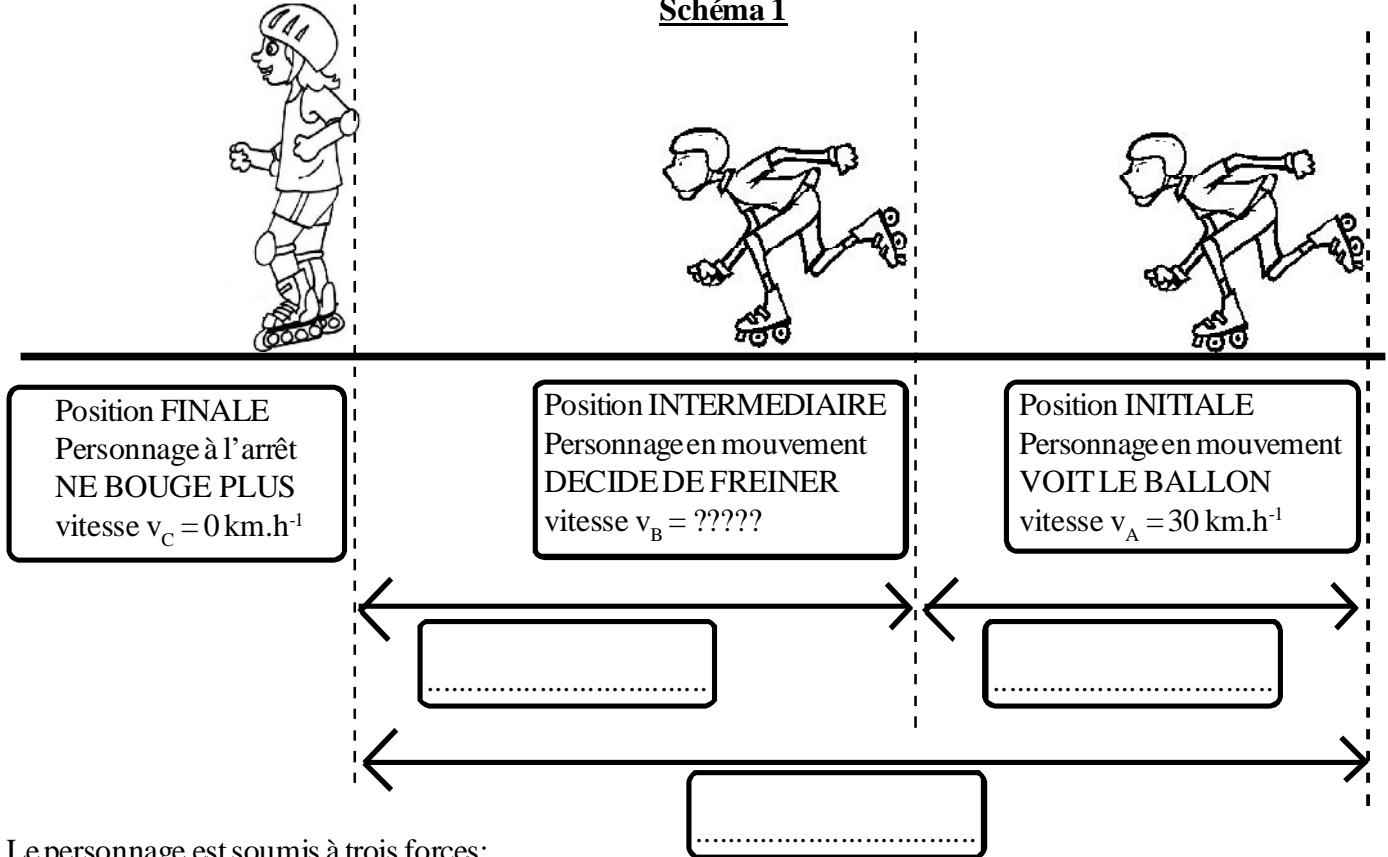 Schéma 1
Position FINALE
Personnage à l'arrêt
NE BOUGE PLUS
vitesse v_C = 0 km.h⁻¹
Position INTERMEDIAIRE
Personnage en mouvement
DECIDE DE FREINER
vitesse v_B = ?????
Position INITIALE
Personnage en mouvement
VOIT LE BALLON
vitesse v_A = 30 km.h⁻¹
..................................
..................................
..................................
Le personnage est soumis à trois forces: